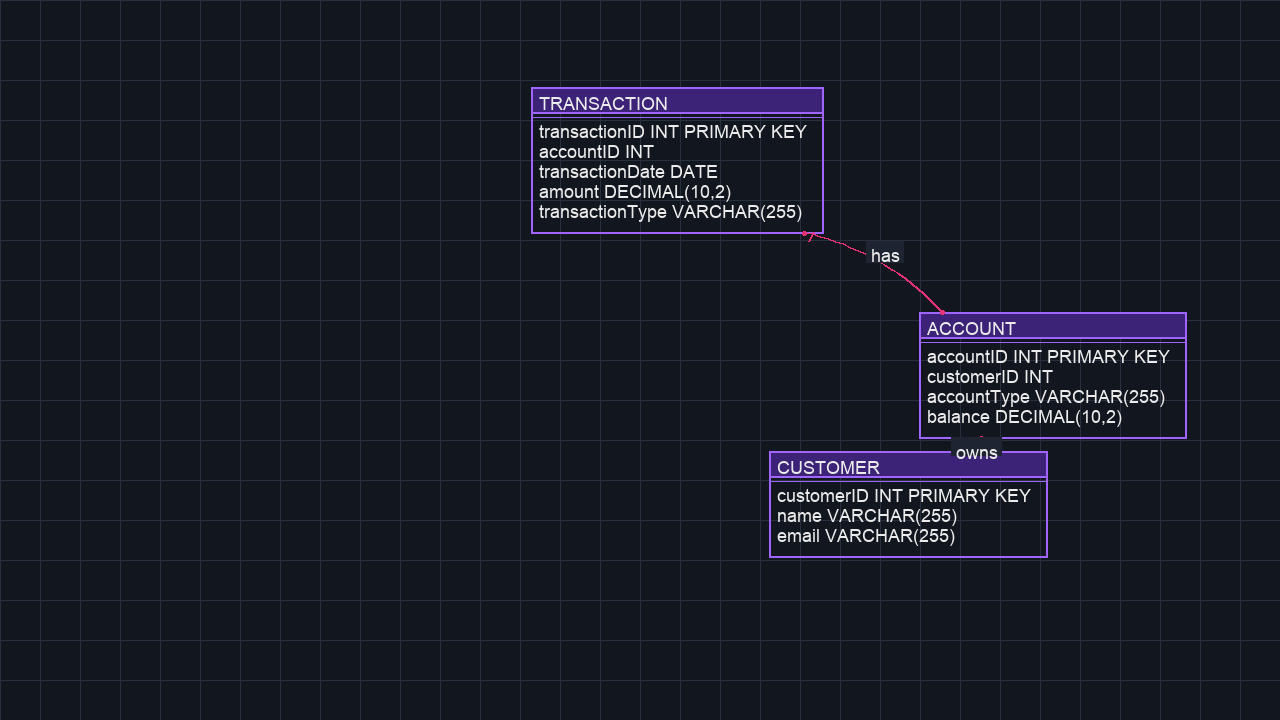 TRANSACTION
transactionID INT PRIMARY KEY
accountID INT
transactionDate DATE
amount DECIMAL(10,2)
transactionType VARCHAR(255)
has
ACCOUNT
accountID INT PRIMARY KEY
customerID INT
accountType VARCHAR(255)
balance DECIMAL(10,2)
owns
CUSTOMER
customerID INT PRIMARY KEY
name VARCHAR(255)
email VARCHAR(255)